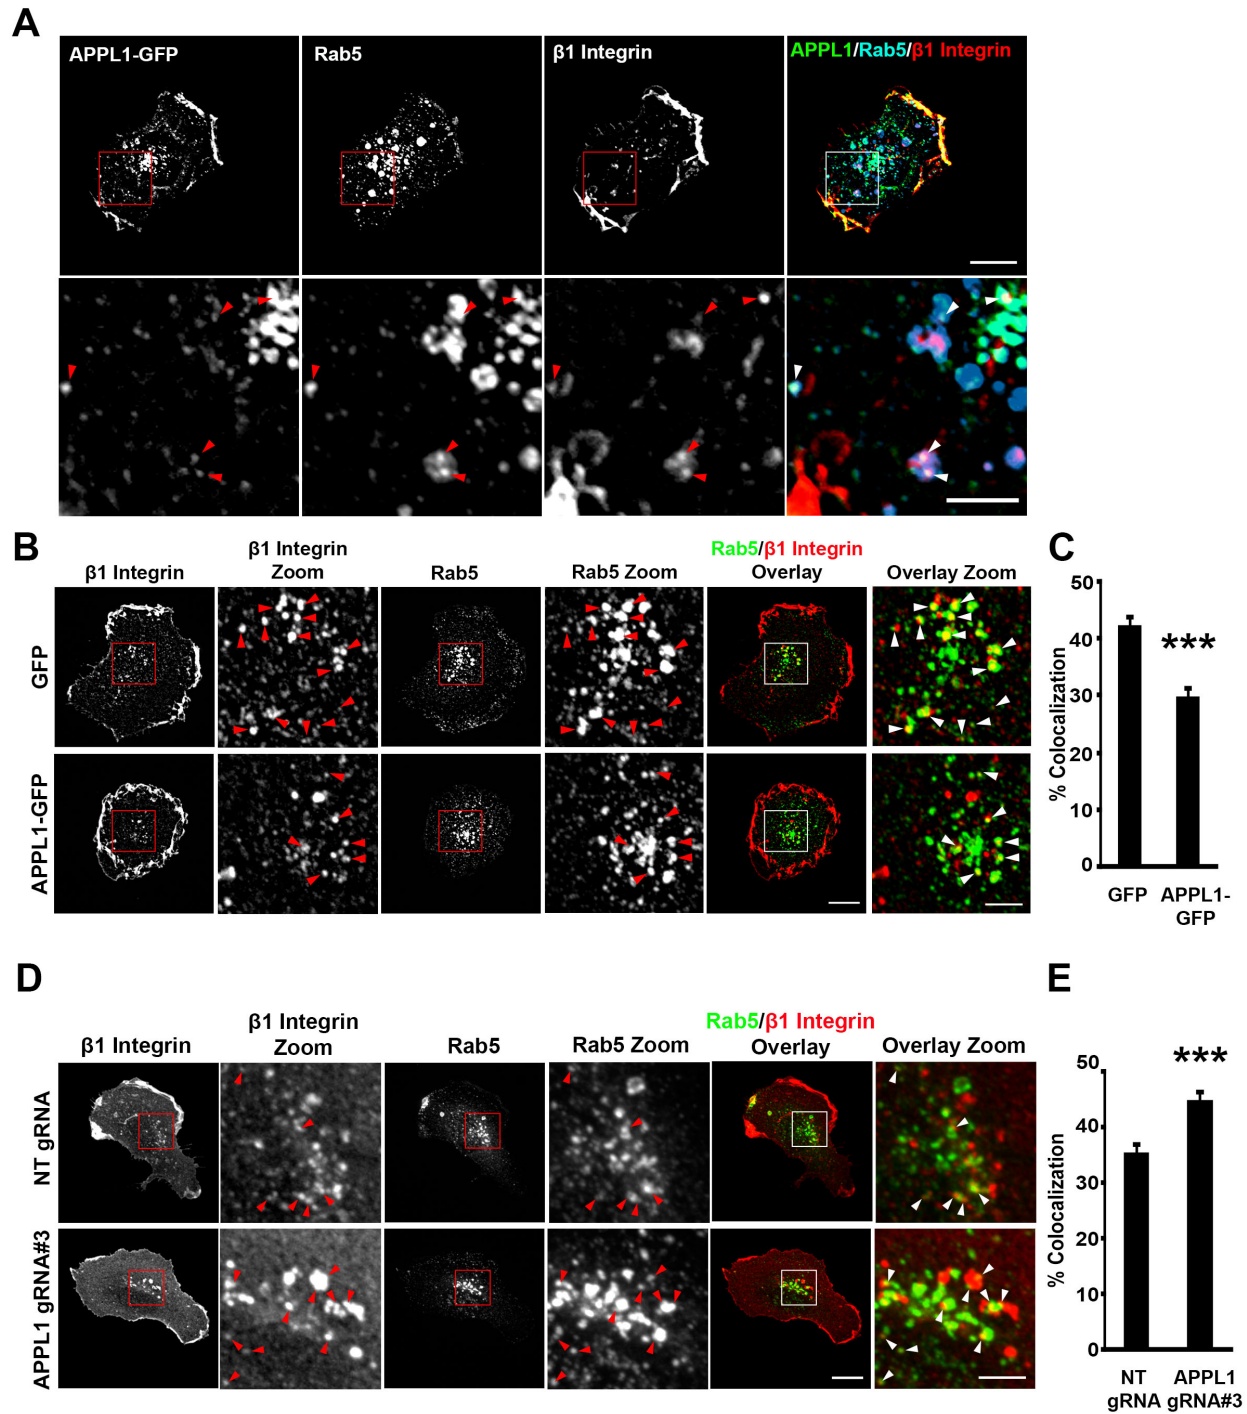 A
APPL1-GFP
Rab5
β1 Integrin
APPL1/Rab5/β1 Integrin
B
β1 Integrin
β1 Integrin
Zoom
Rab5
Rab5 Zoom
Rab5/β1 Integrin
Overlay
Overlay Zoom
GFP
APPL1-GFP
C
50
40
30
20
10
0
% Colocalization
***
GFP
APPL1-
GFP
D
β1 Integrin
β1 Integrin
Zoom
Rab5
Rab5 Zoom
Rab5/β1 Integrin
Overlay
Overlay Zoom
NT gRNA
APPL1 gRNA#3
E
50
40
30
20
10
0
% Colocalization
***
NT
gRNA
APPL1
gRNA#3